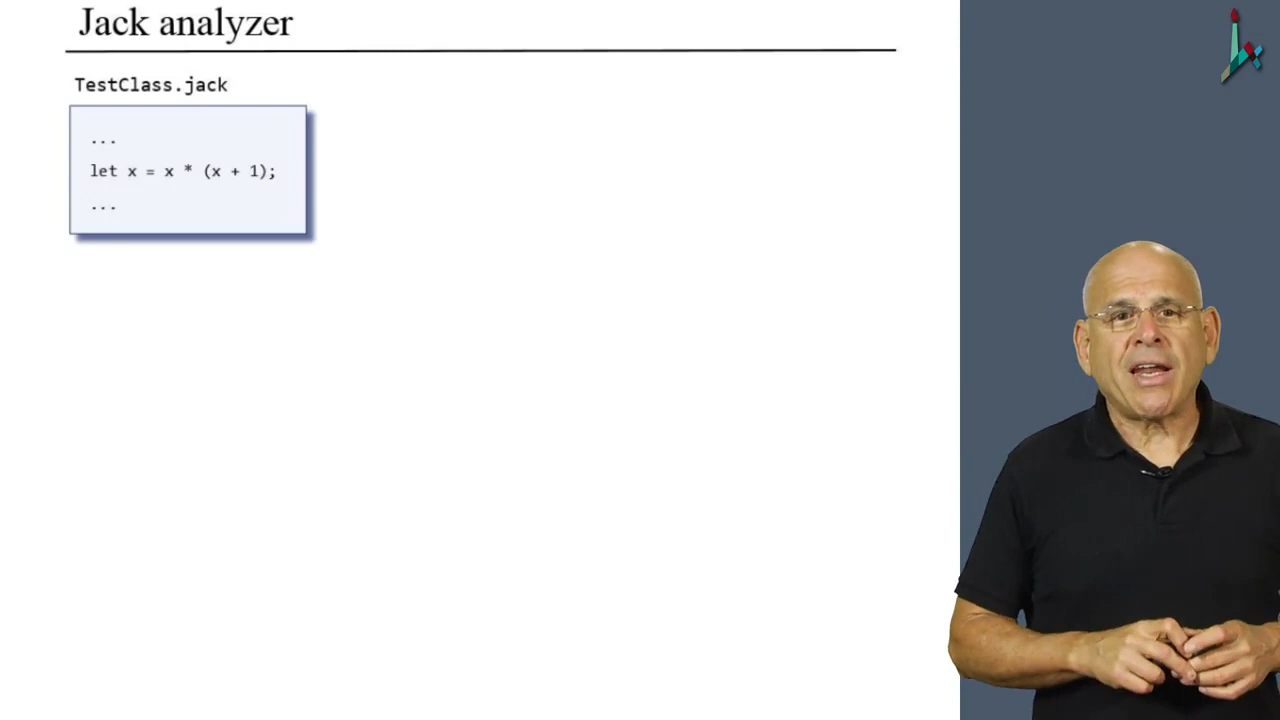 Jack analyzer
TestClass.jack
...
let x = x * (x + 1);
...